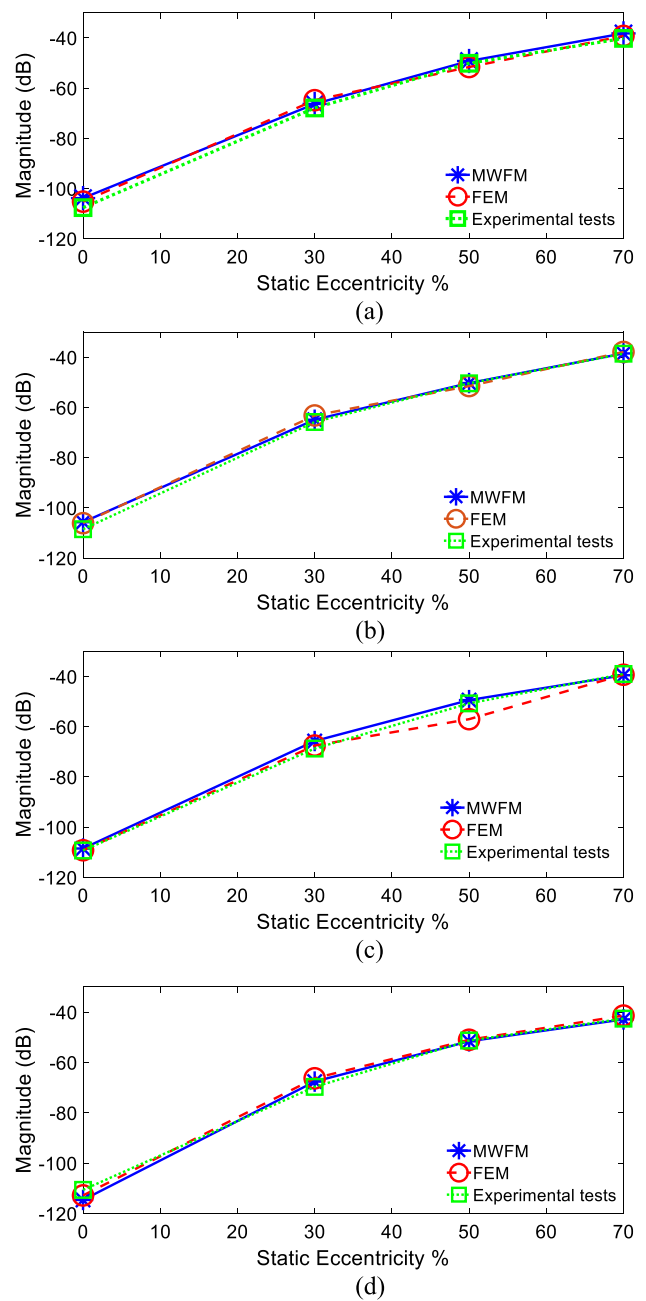 -40
-60
-80
-100
-120
Magnitude (dB)
MWFM
FEM
Experimental tests
0 10 20 30 40 50 60 70
Static Eccentricity %
(a)
-40
-60
-80
-100
-120
Magnitude (dB)
MWFM
FEM
Experimental tests
0 10 20 30 40 50 60 70
Static Eccentricity %
(b)
-40
-60
-80
-100
-120
Magnitude (dB)
MWFM
FEM
Experimental tests
0 10 20 30 40 50 60 70
Static Eccentricity %
(c)
-40
-60
-80
-100
-120
Magnitude (dB)
MWFM
FEM
Experimental tests
0 10 20 30 40 50 60 70
Static Eccentricity %
(d)